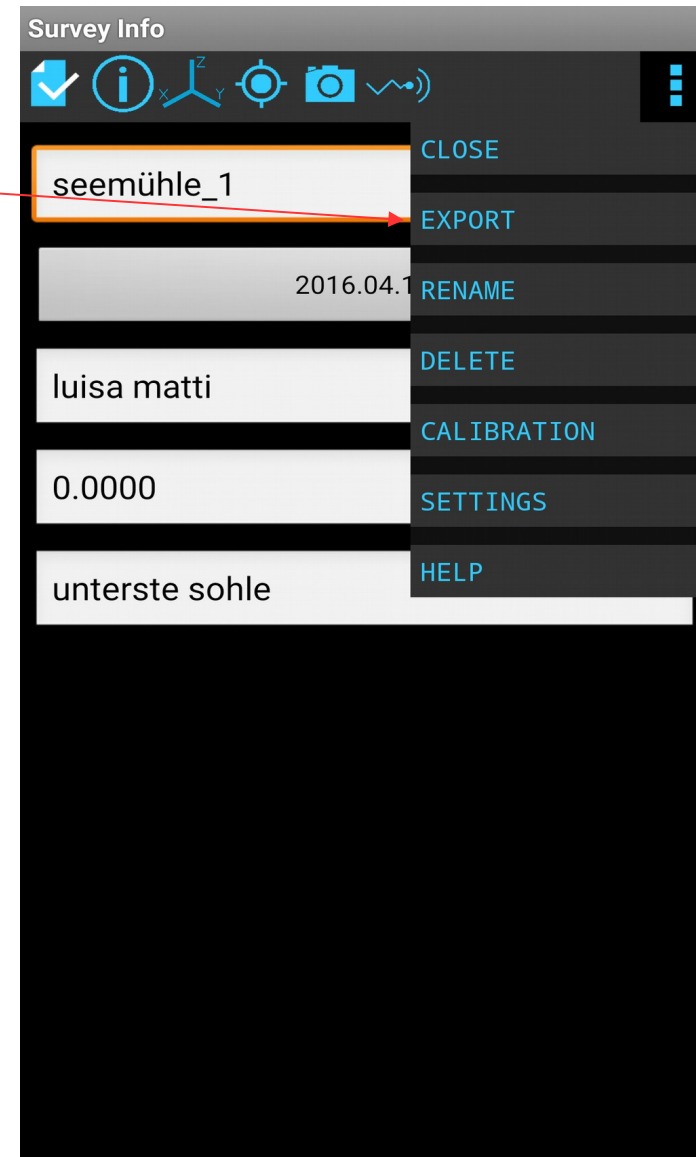 Survey Info
Z
X
Y
CLOSE
seemühle_1
EXPORT
2016.04.1
RENAME
DELETE
luisa matti
CALIBRATION
0.0000
SETTINGS
HELP
unterste sohle